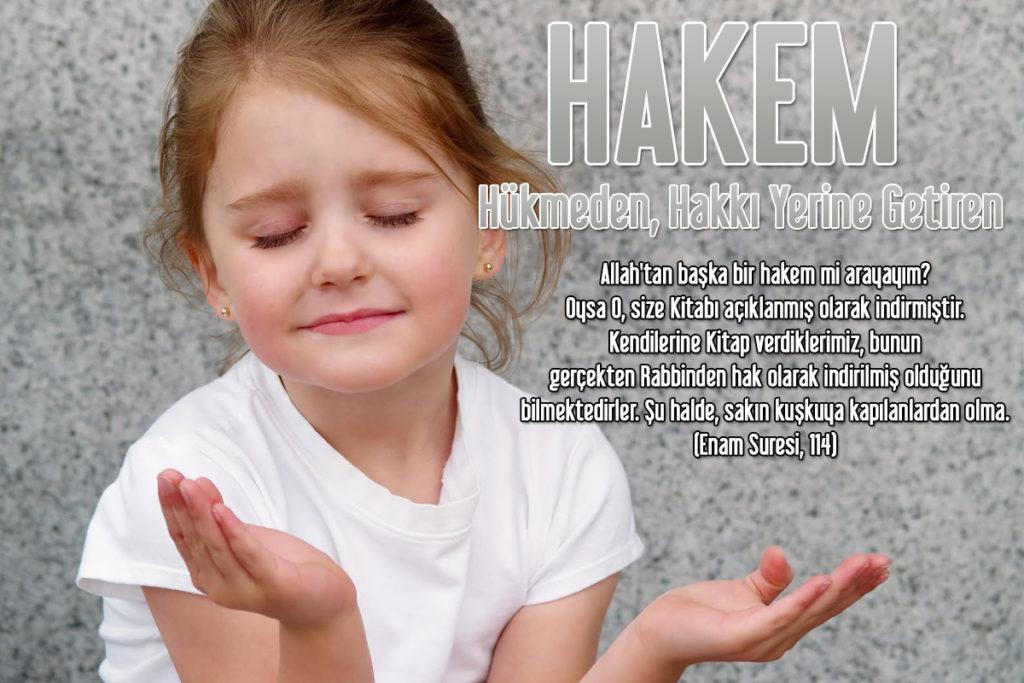 HAKEM
Hükmeden, Hakkı Yerine Getiren
Allah'tan başka bir hakem mi arayayım?
Oysa O, size Kitabı açıklanmış olarak indirmiştir.
Kendilerine Kitap verdiklerimiz, bunun
gerçekten Rabbinden hak olarak indirilmiş olduğunu
bilmektedirler. Şu halde, sakın kuşkuya kapılanlardan olma.
(Enam Suresi, 114)